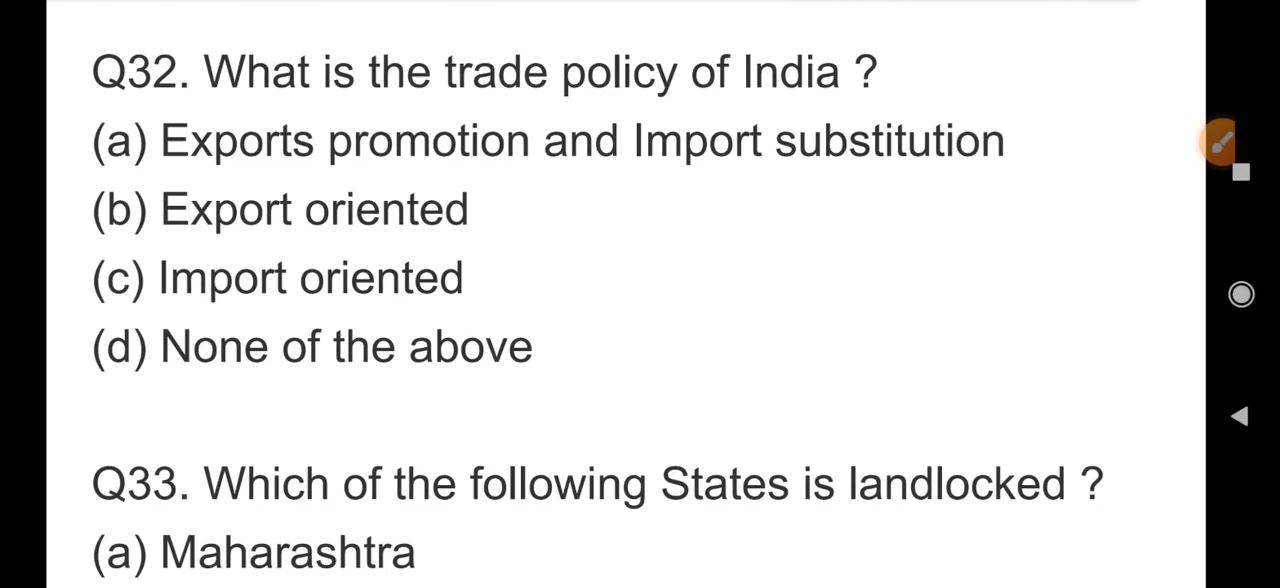 Q32. What is the trade policy of India ?
(a) Exports promotion and Import substitution
(b) Export oriented
(c) Import oriented
(d) None of the above
Q33. Which of the following States is landlocked ?
(a) Maharashtra